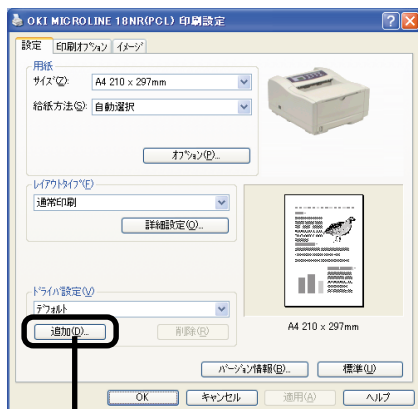 OKI MICROLINE 18NR(PCL) 印刷設定
設定 印刷オプション イメージ
用紙
サイズ(Z): A4 210 x 297mm
給紙方法(S): 自動選択
オプション(P)...
レイアウトタイプ(F)
通常印刷
詳細設定(O)...
ドライバ設定(V)
デフォルト
追加(D)... 削除(R)
A4 210 x 297mm
バージョン情報(B)... 標準(U)
OK キャンセル 適用(A) ヘルプ